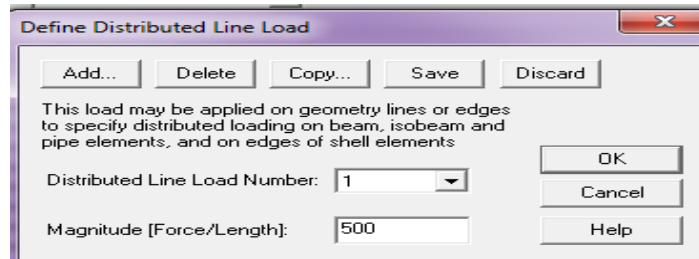 Define Distributed Line Load
Add... Delete Copy... Save Discard
This load may be applied on geometry lines or edges
to specify distributed loading on beam, isobeam and
pipe elements, and on edges of shell elements
OK
Distributed Line Load Number: 1
Cancel
Magnitude [Force/Length]: 500
Help